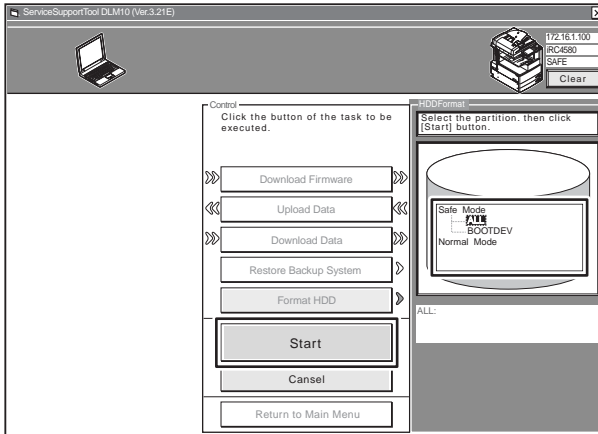 ServiceSupportTool DLM10 (Ver.3.21E)
172.16.1.100
iRC4580
SAFE
Clear
Control
Click the button of the task to be
executed.
Download Firmware
Upload Data
Download Data
Restore Backup System
Format HDD
Start
Cansel
Return to Main Menu
HDDFormat
Select the partition. then click
[Start] button.
Safe Mode
ALL
BOOTDEV
Normal Mode
ALL: